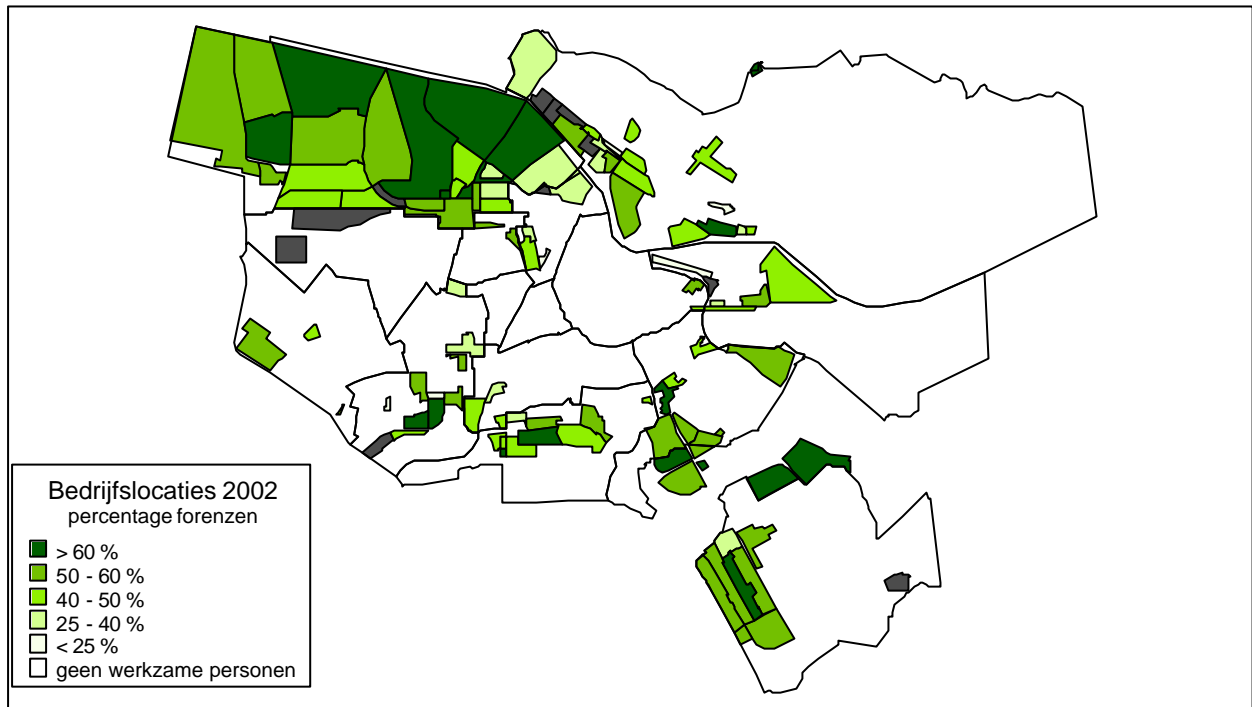 Bedrijfslocaties 2002
percentage forenzen
> 60 %
50 - 60 %
40 - 50 %
25 - 40 %
< 25 %
geen werkzame personen